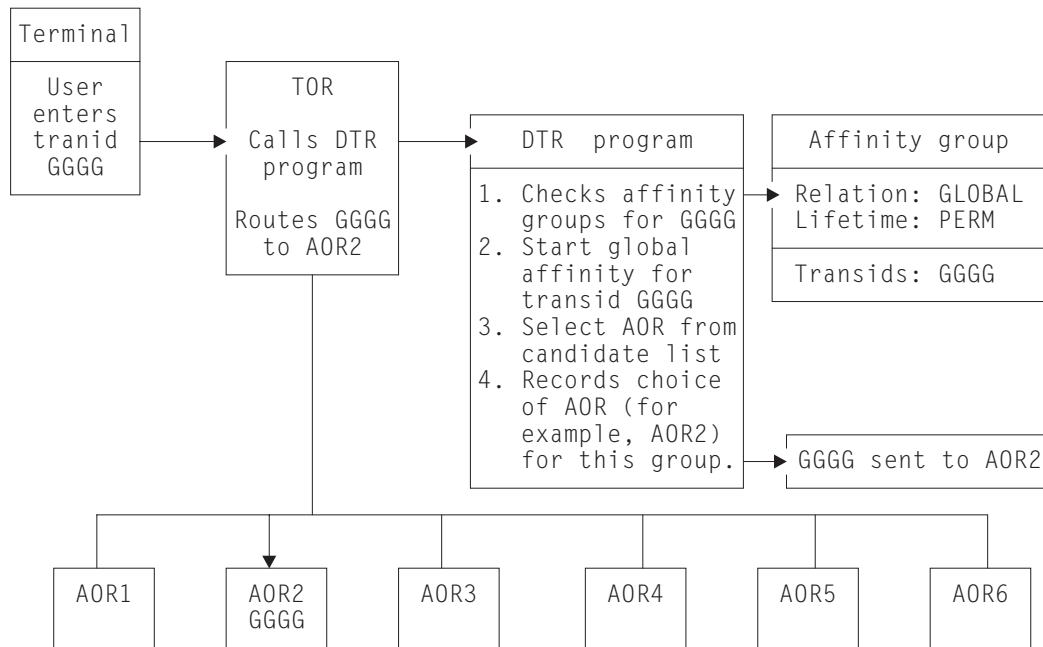 Terminal
User
enters
tranid
GGGG
TOR
Calls DTR
program
Routes GGGG
to AOR2
DTR program
1. Checks affinity
groups for GGGG
2. Start global
affinity for
transid GGGG
3. Select AOR from
candidate list
4. Records choice
of AOR (for
example, AOR2)
for this group.
Affinity group
Relation: GLOBAL
Lifetime: PERM
Transids: GGGG
GGGG sent to AOR2
AOR1
AOR2
GGGG
AOR3
AOR4
AOR5
AOR6